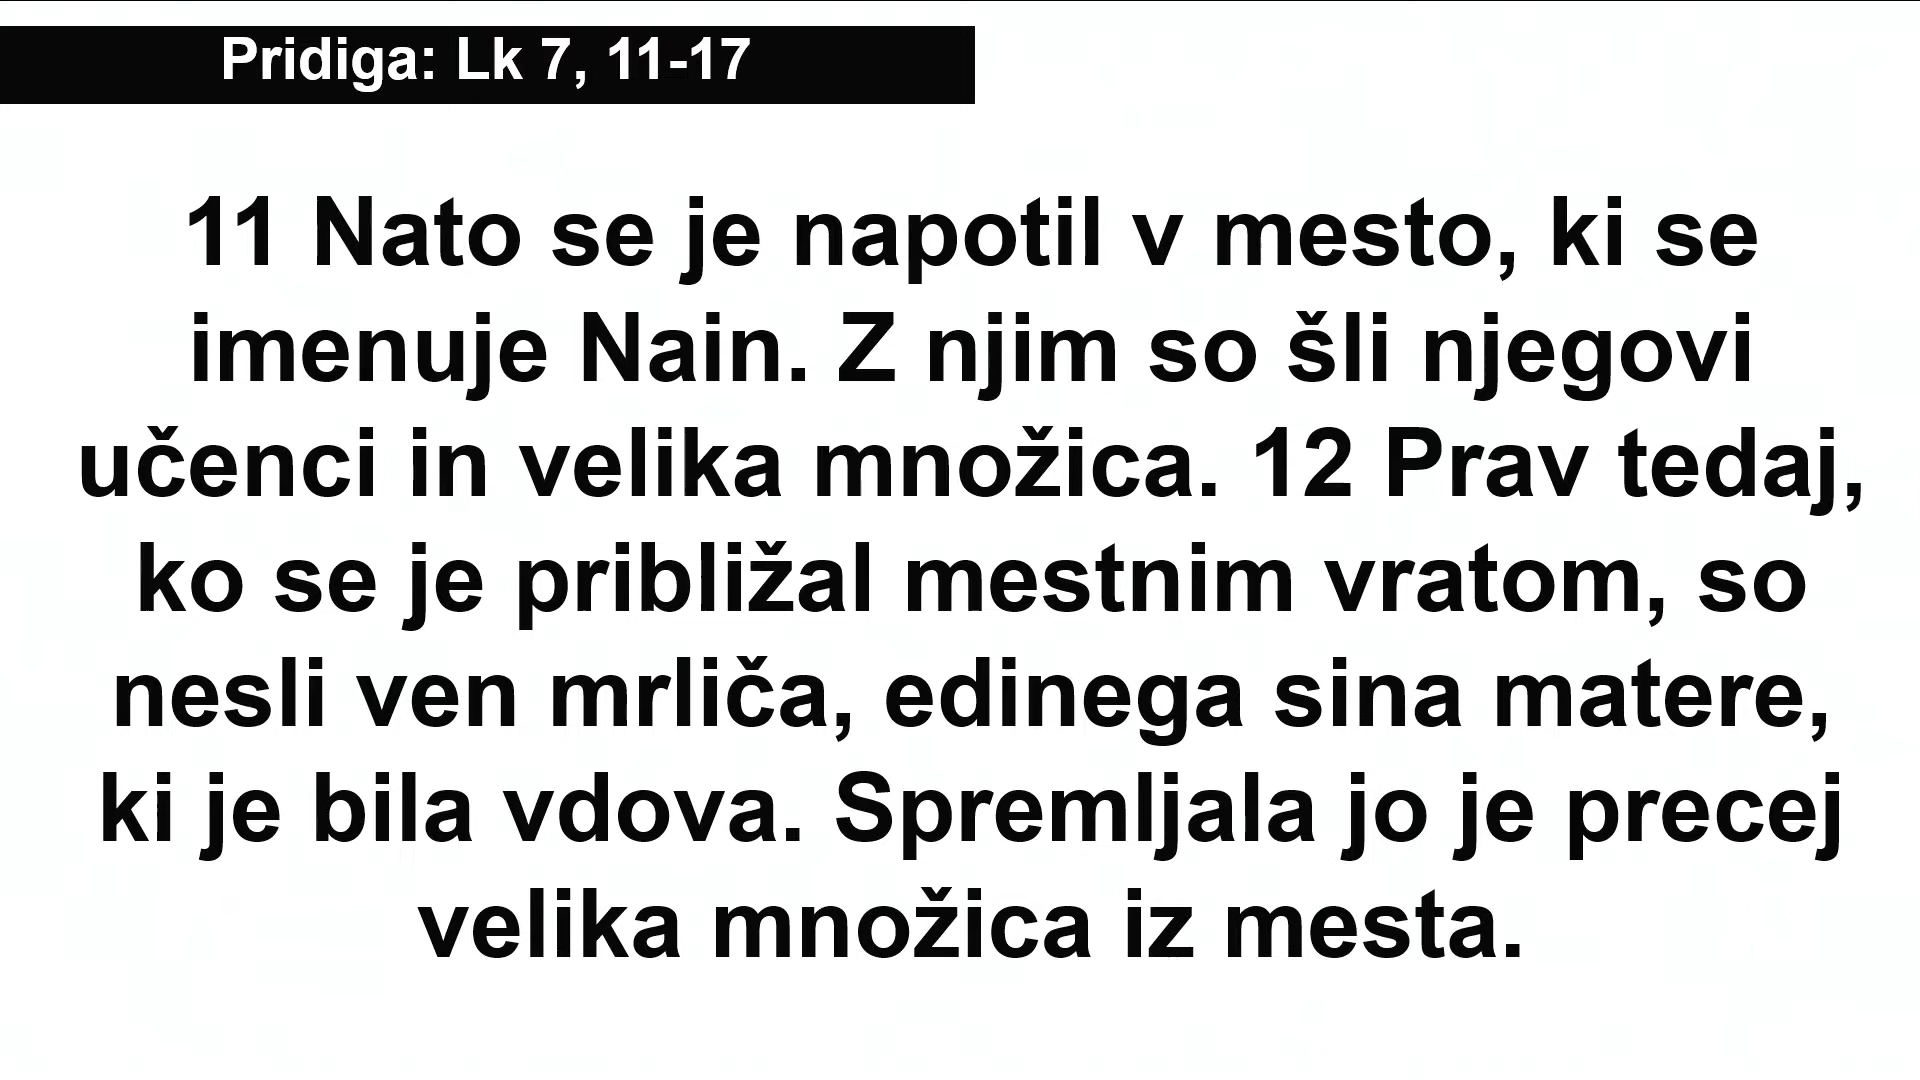 Pridiga: Lk 7, 11-17
11 Nato se je napotil v mesto, ki se
imenuje Nain. Z njim so šli njegovi
učenci in velika množica. 12 Prav tedaj,
ko se je približal mestnim vratom, so
nesli ven mrliča, edinega sina matere,
ki je bila vdova. Spremljala jo je precej
velika množica iz mesta.